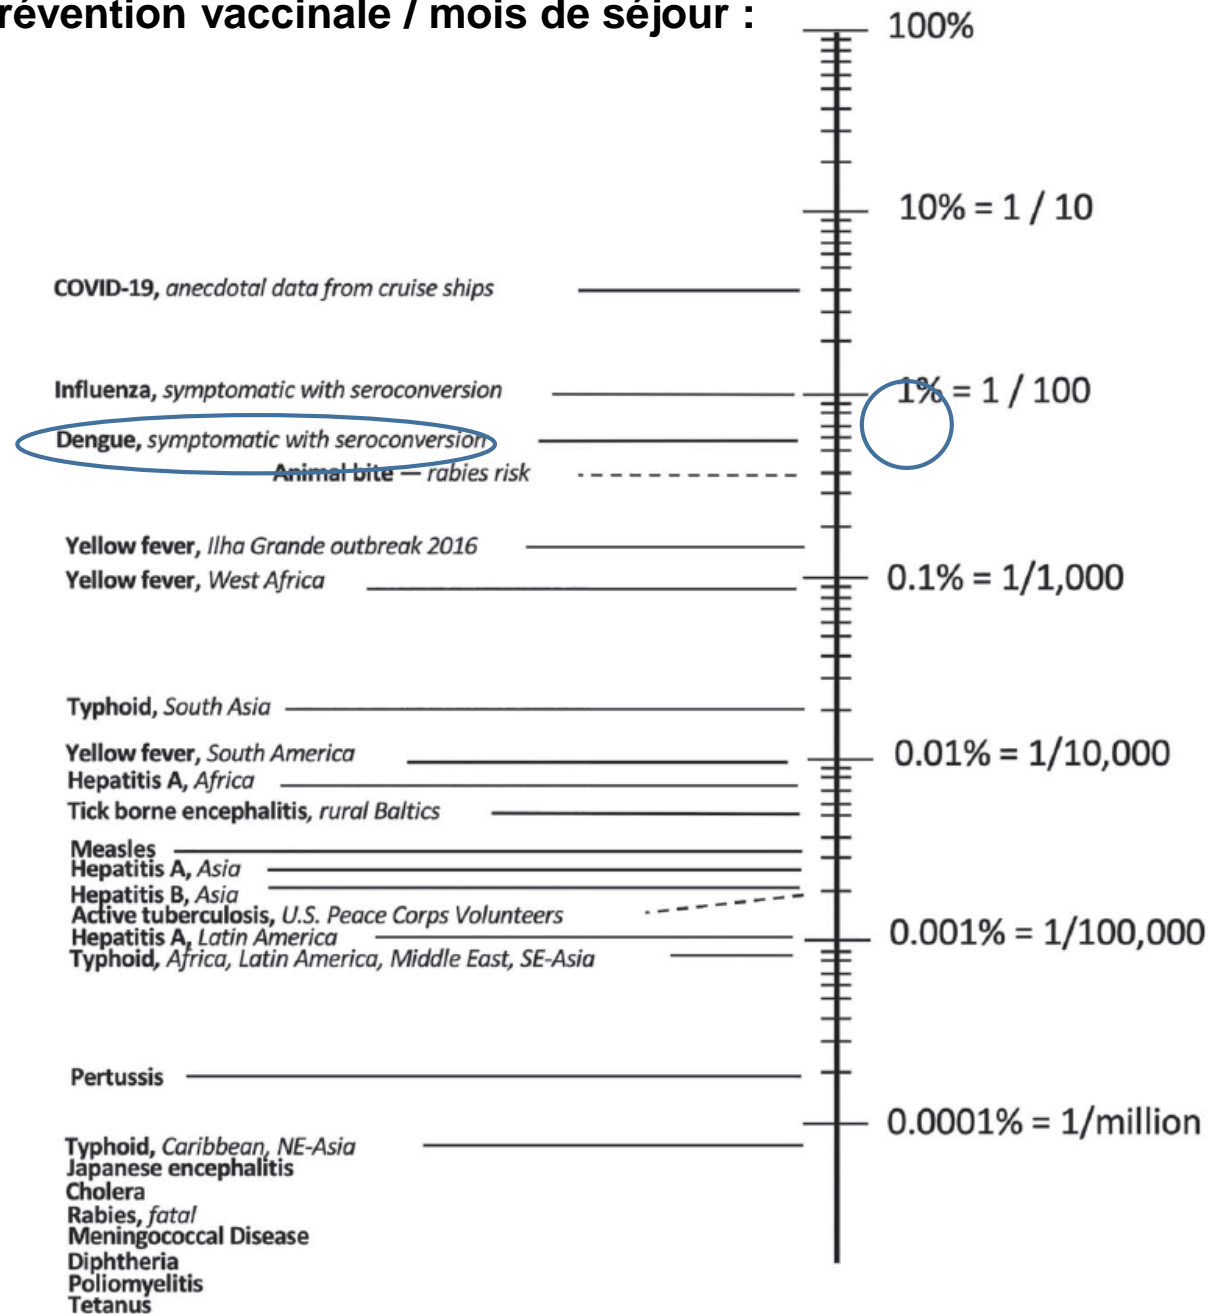 révention vaccinale / mois de séjour :
100%
10% = 1 / 10
COVID-19, anecdotal data from cruise ships
Influenza, symptomatic with seroconversion
1% = 1 / 100
Dengue, symptomatic with seroconversion
Animal bite — rabies risk
Yellow fever, Ilha Grande outbreak 2016
Yellow fever, West Africa
0.1% = 1/1,000
Typhoid, South Asia
Yellow fever, South America
0.01% = 1/10,000
Hepatitis A, Africa
Tick borne encephalitis, rural Baltics
Measles
Hepatitis A, Asia
Hepatitis B, Asia
Active tuberculosis, U.S. Peace Corps Volunteers
Hepatitis A, Latin America
0.001% = 1/100,000
Typhoid, Africa, Latin America, Middle East, SE-Asia
Pertussis
0.0001% = 1/million
Typhoid, Caribbean, NE-Asia
Japanese encephalitis
Cholera
Rabies, fatal
Meningococcal Disease
Diphtheria
Poliomyelitis
Tetanus